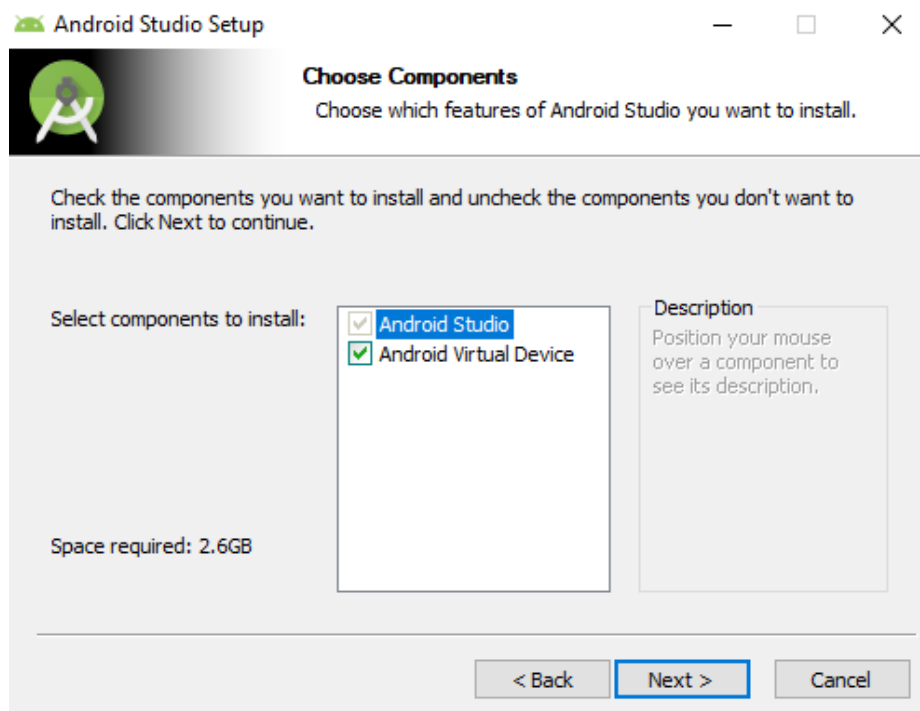 Android Studio Setup
Choose Components
Choose which features of Android Studio you want to install.
Check the components you want to install and uncheck the components you don't want to
install. Click Next to continue.
Select components to install:
Android Studio
Android Virtual Device
Description
Position your mouse
over a component to
see its description.
Space required: 2.6GB
< Back
Next >
Cancel